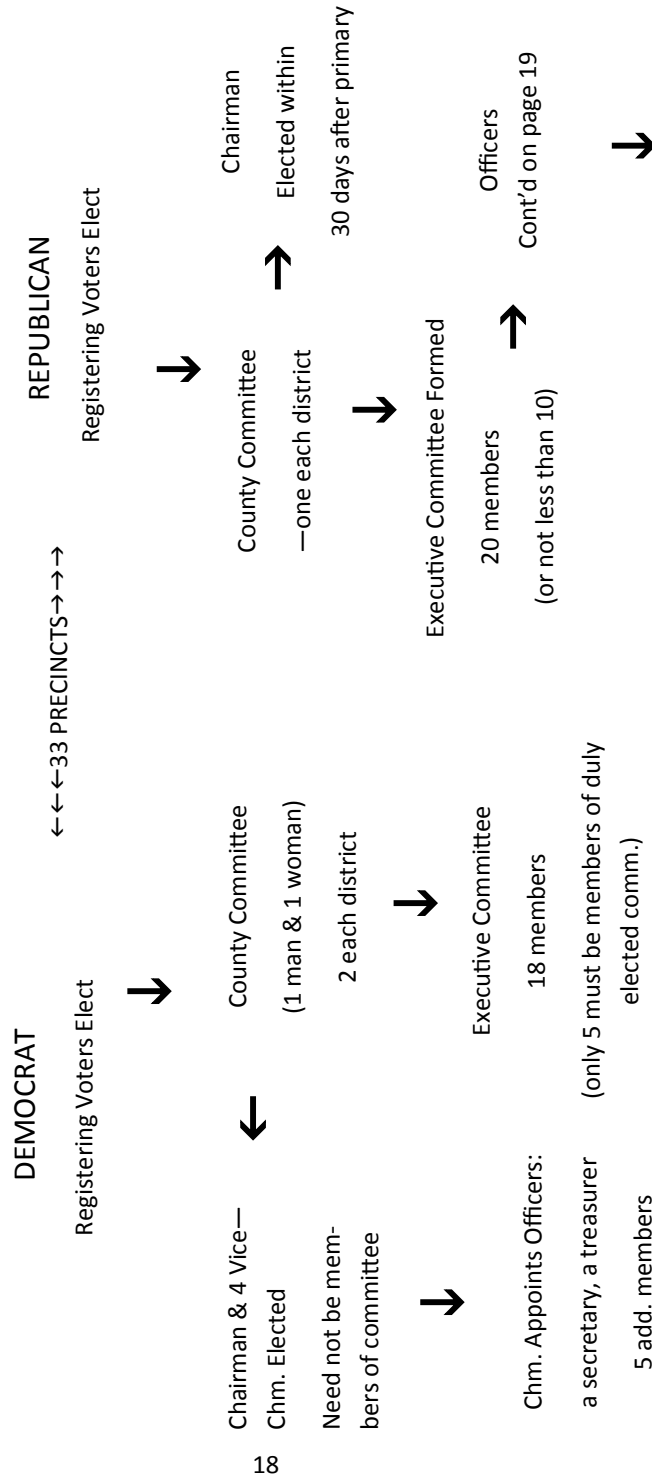 DEMOCRAT
Registering Voters Elect
←←←33 PRECINCTS→→→
REPUBLICAN
Registering Voters Elect
Chairman & 4 Vice—
Chm. Elected
Need not be mem-
bers of committee
Chm. Appoints Officers:
a secretary, a treasurer
5 add. members
County Committee
(1 man & 1 woman)
2 each district
Executive Committee
18 members
(only 5 must be members of duly
elected comm.)
County Committee
—one each district
Executive Committee Formed
20 members
(or not less than 10)
Chairman
Elected within
30 days after primary
Officers
Cont’d on page 19
18